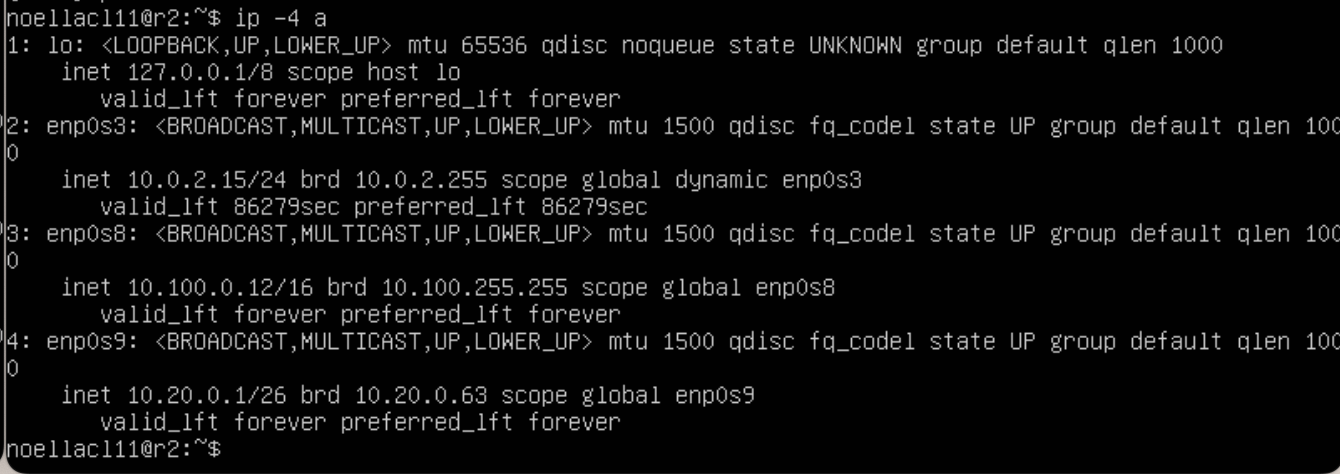 noellacl11@r2:~$ ip -4 a
1: lo: <LOOPBACK,UP,LOWER_UP> mtu 65536 qdisc noqueue state UNKNOWN group default qlen 1000
    inet 127.0.0.1/8 scope host lo
       valid_lft forever preferred_lft forever
2: enp0s3: <BROADCAST,MULTICAST,UP,LOWER_UP> mtu 1500 qdisc fq_codel state UP group default qlen 100
0
    inet 10.0.2.15/24 brd 10.0.2.255 scope global dynamic enp0s3
       valid_lft 86279sec preferred_lft 86279sec
3: enp0s8: <BROADCAST,MULTICAST,UP,LOWER_UP> mtu 1500 qdisc fq_codel state UP group default qlen 100
0
    inet 10.100.0.12/16 brd 10.100.255.255 scope global enp0s8
       valid_lft forever preferred_lft forever
4: enp0s9: <BROADCAST,MULTICAST,UP,LOWER_UP> mtu 1500 qdisc fq_codel state UP group default qlen 100
0
    inet 10.20.0.1/26 brd 10.20.0.63 scope global enp0s9
       valid_lft forever preferred_lft forever
noellacl11@r2:~$